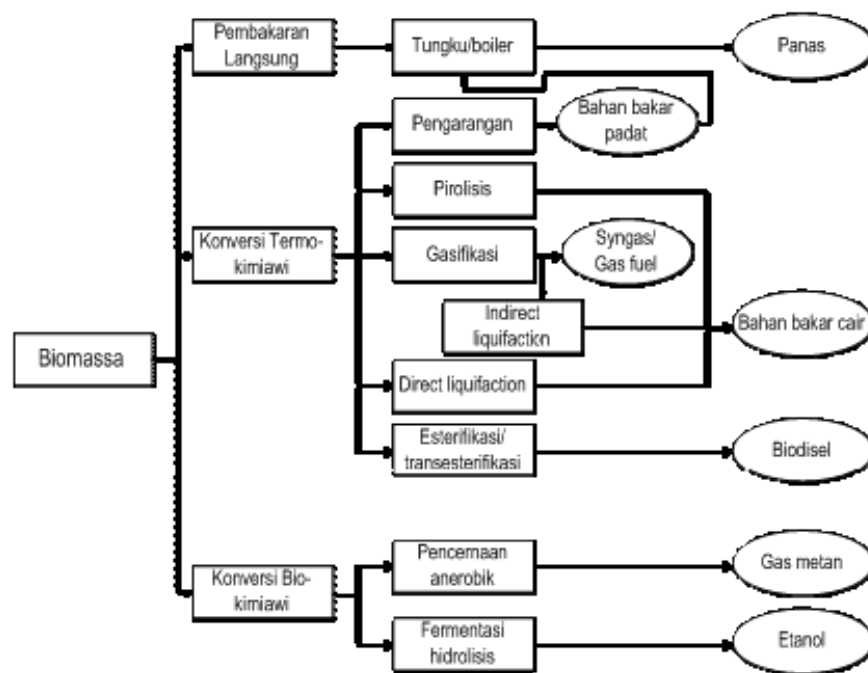 Pembakaran
Langsung
Tungku/boiler
Panas
Pengarangan
Bahan bakar
padat
Pirolisis
Konversi Termo-
kimiawi
Gasifikasi
Syngas/
Gas fuel
Indirect
liquifaction
Bahan bakar cair
Biomassa
Direct liquifaction
Esterifikasi/
transesterifikasi
Biodisel
Konversi Bio-
kimiawi
Pencernaan
anerobik
Gas metan
Fermentasi
hidrolisis
Etanol